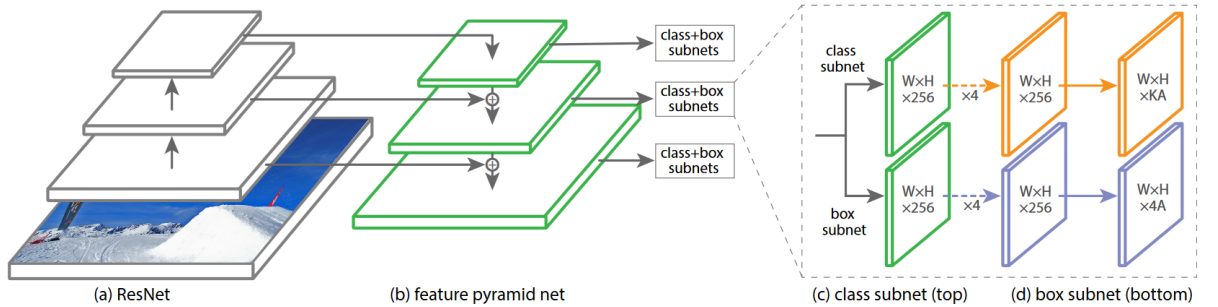 class+box
subnets
class+box
subnets
class+box
subnets
class
subnet
box
subnet
W×H
×256
×4
W×H
×256
W×H
×KA
W×H
×256
×4
W×H
×256
W×H
×4A
(a) ResNet
(b) feature pyramid net
(c) class subnet (top)
(d) box subnet (bottom)